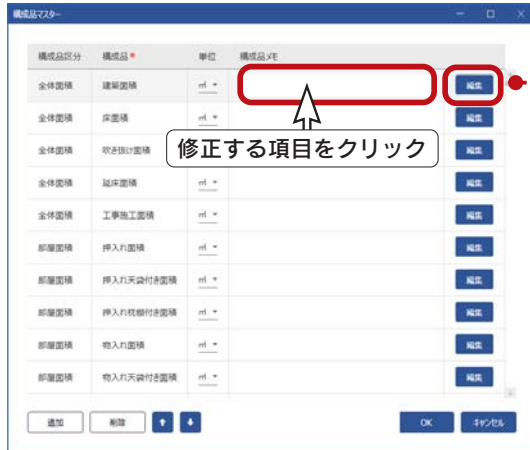 構成品マスター
構成品区分 構成品* 単位 構成品メモ
全体面積 建築面積 ㎡ 編集
全体面積 床面積 ㎡ 編集
全体面積 吹き抜け面積 ㎡ 編集
修正する項目をクリック
全体面積 延床面積 ㎡ 編集
全体面積 工事施工面積 ㎡ 編集
部屋面積 押入れ面積 ㎡ 編集
部屋面積 押入れ天袋付き面積 ㎡ 編集
部屋面積 押入れ枕棚付き面積 ㎡ 編集
部屋面積 物入れ面積 ㎡ 編集
部屋面積 物入れ天袋付き面積 ㎡ 編集
追加 削除 OK キャンセル